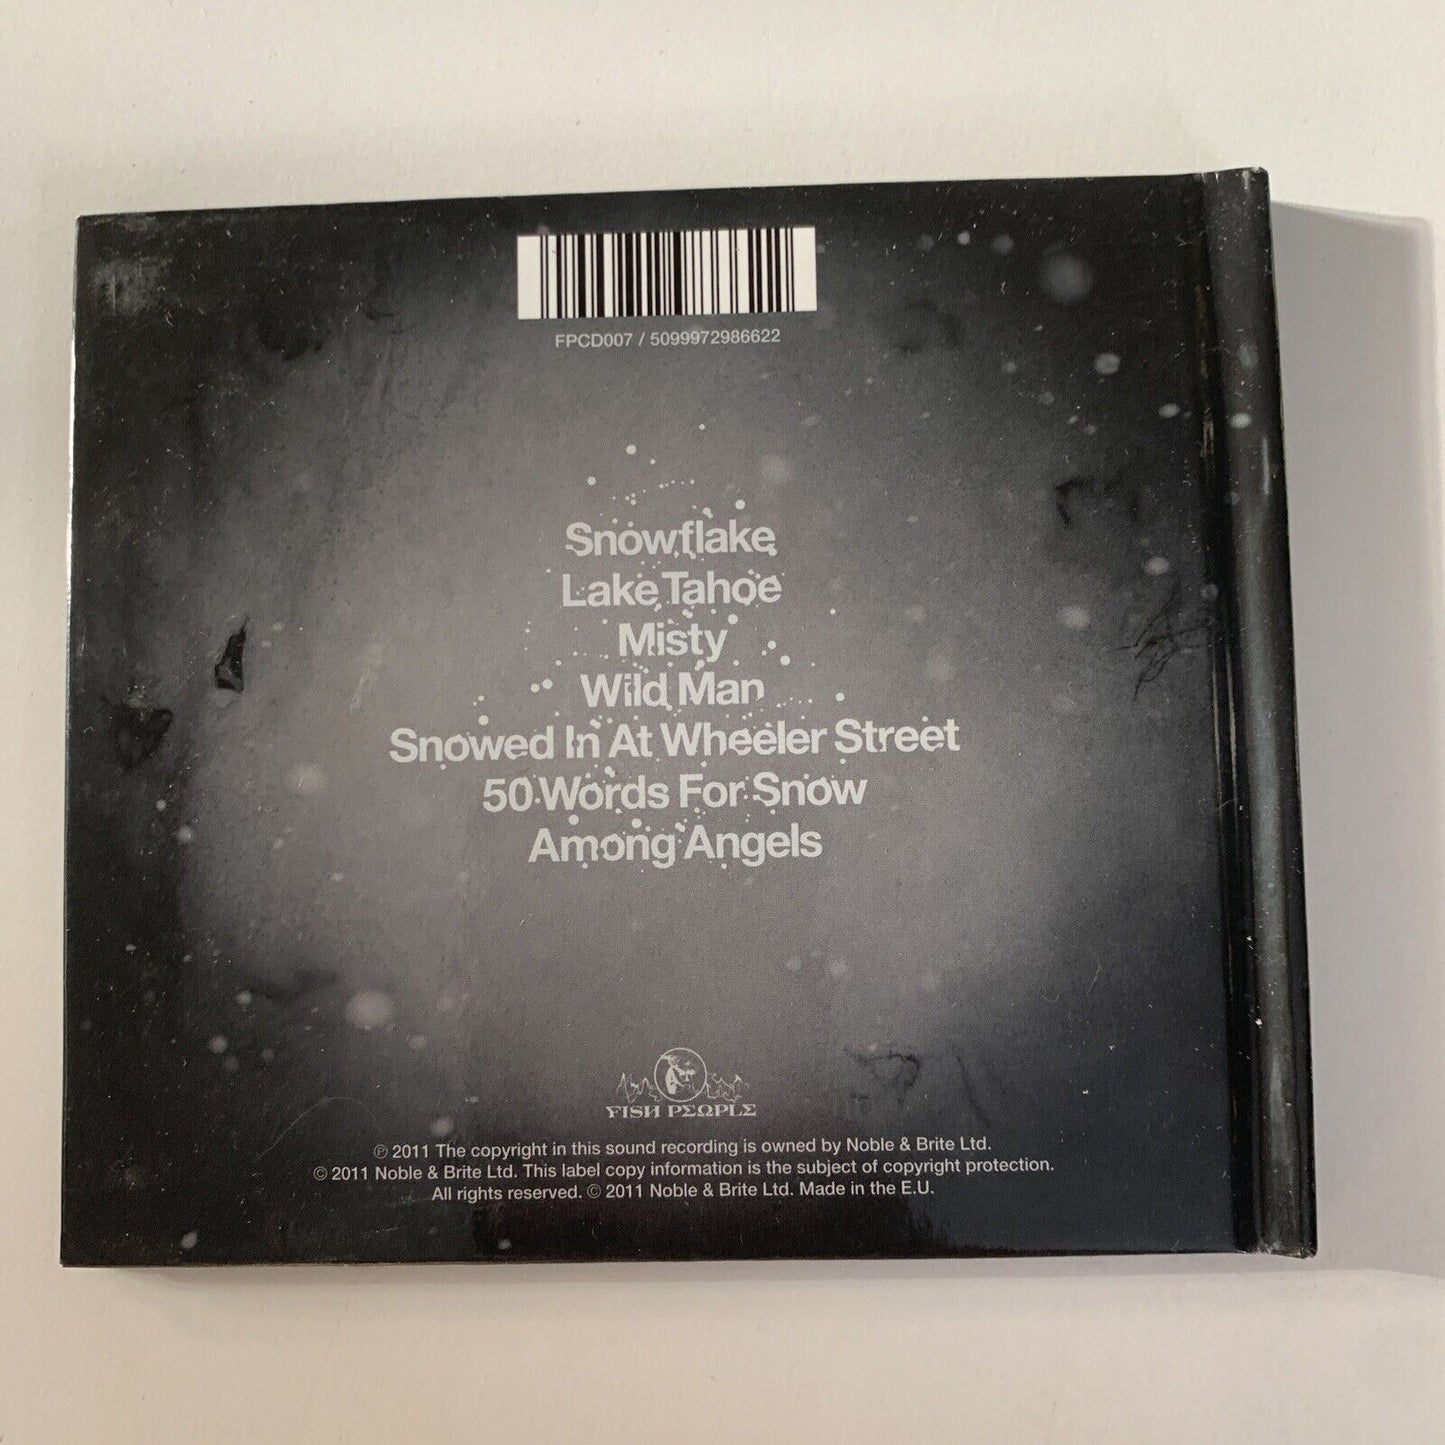 FPCD007 / 5099972986622
Snowflake
Lake Tahoe
Misty
Wild Man
Snowed In At Wheeler Street
50 Words For Snow
Among Angels
FISH PEΩPLΣ
℗ 2011 The copyright in this sound recording is owned by Noble & Brite Ltd.
© 2011 Noble & Brite Ltd. This label copy information is the subject of copyright protection.
All rights reserved. © 2011 Noble & Brite Ltd. Made in the E.U.